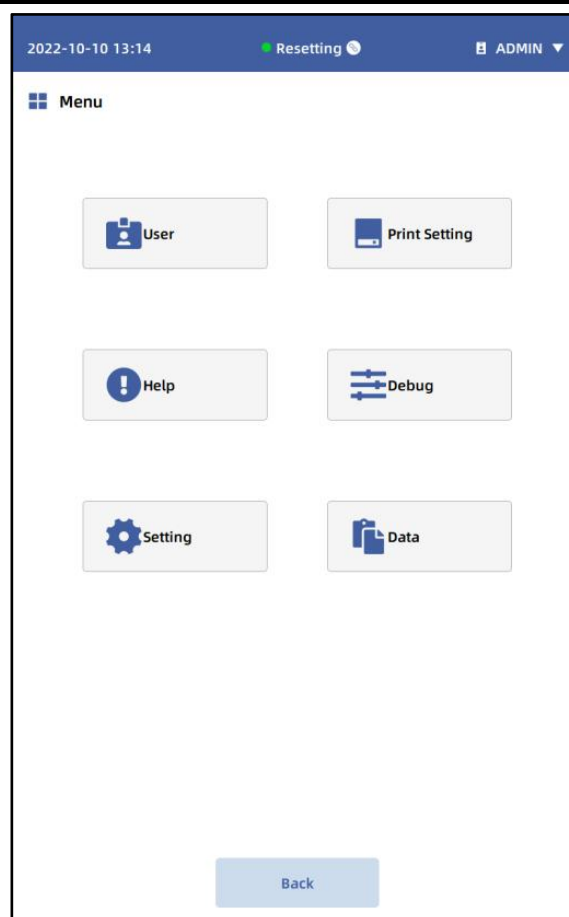 2022-10-10 13:14 Resetting ADMIN
Menu
User Print Setting
Help Debug
Setting Data
Back